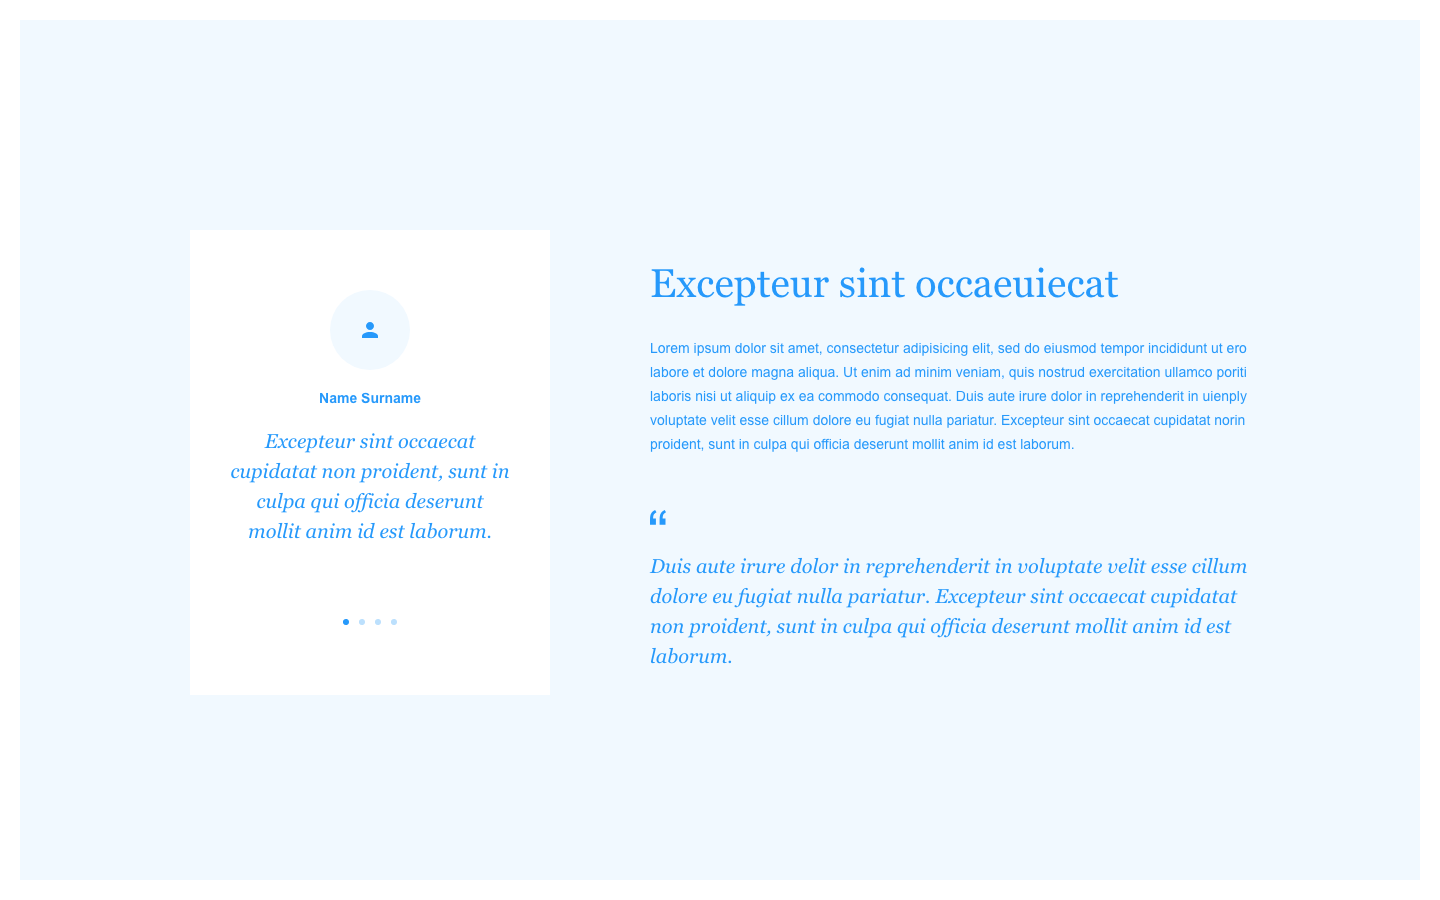 Name Surname
Excepteur sint occaecat
cupidatat non proident, sunt in
culpa qui officia deserunt
mollit anim id est laborum.
Excepteur sint occaeuiecat
Lorem ipsum dolor sit amet, consectetur adipisicing elit, sed do eiusmod tempor incididunt ut ero
labore et dolore magna aliqua. Ut enim ad minim veniam, quis nostrud exercitation ullamco poriti
laboris nisi ut aliquip ex ea commodo consequat. Duis aute irure dolor in reprehenderit in uienply
voluptate velit esse cillum dolore eu fugiat nulla pariatur. Excepteur sint occaecat cupidatat norin
proident, sunt in culpa qui officia deserunt mollit anim id est laborum.
“
Duis aute irure dolor in reprehenderit in voluptate velit esse cillum
dolore eu fugiat nulla pariatur. Excepteur sint occaecat cupidatat
non proident, sunt in culpa qui officia deserunt mollit anim id est
laborum.